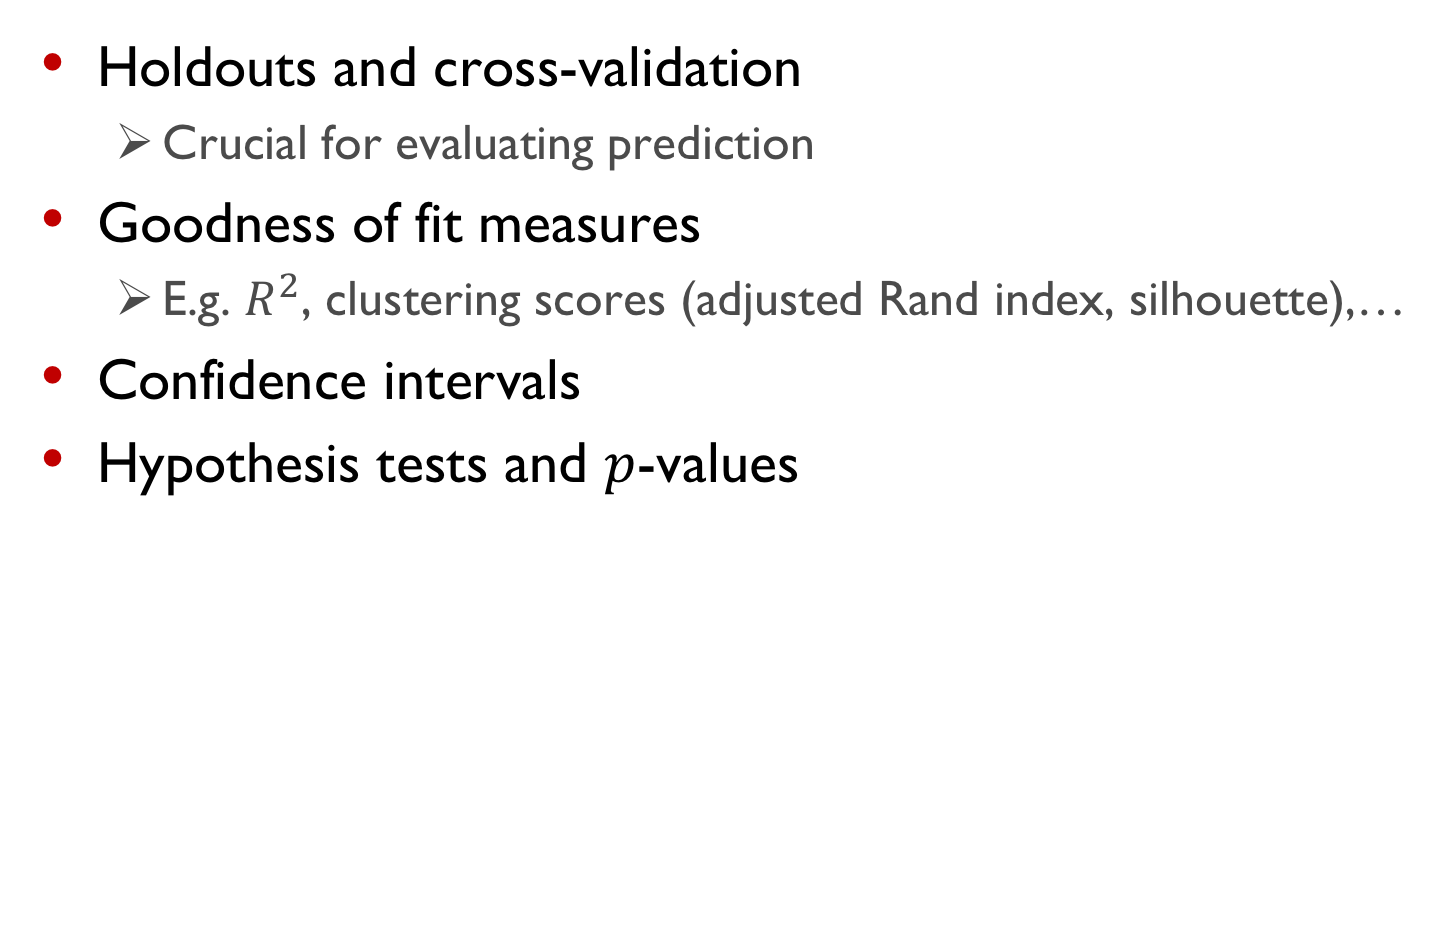 • Holdouts and cross-validation
➢ Crucial for evaluating prediction
• Goodness of fit measures
➢ E.g. R², clustering scores (adjusted Rand index, silhouette),…
• Confidence intervals
• Hypothesis tests and p-values